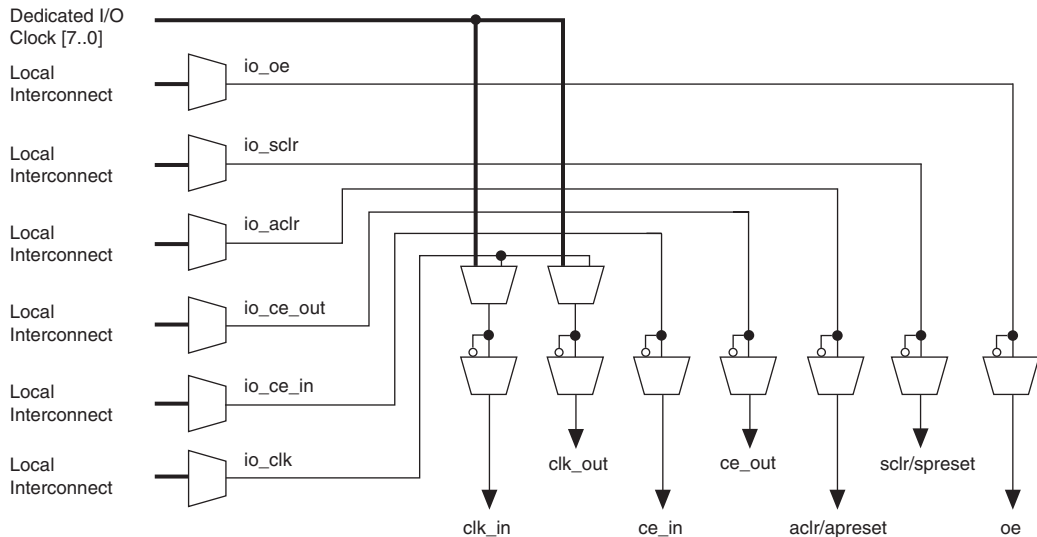 Dedicated I/O
Clock [7..0]
Local
Interconnect
io_oe
Local
Interconnect
io_sclr
Local
Interconnect
io_aclr
Local
Interconnect
io_ce_out
Local
Interconnect
io_ce_in
Local
Interconnect
io_clk
clk_out
ce_out
sclr/spreset
clk_in
ce_in
aclr/apreset
oe